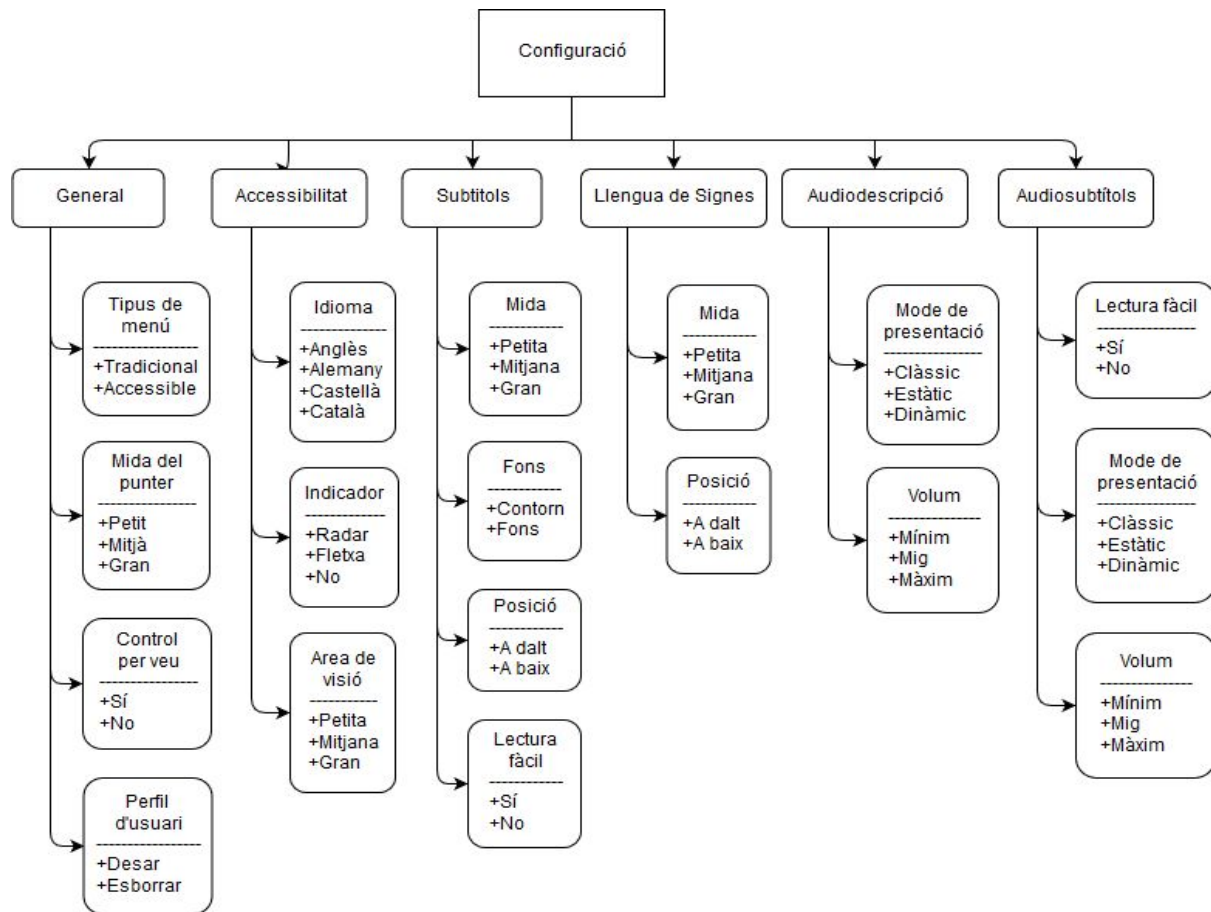 Configuració
General
Accessibilitat
Subtitols
Llengua de Signes
Audiodescripció
Audiosubtítols
Tipus de
menú
+Tradicional
+Accessible
Mida del
punter
+Petit
+Mitjà
+Gran
Control
per veu
+Sí
+No
Perfil
d'usuari
+Desar
+Esborrar
Idioma
+Anglès
+Alemany
+Castellà
+Català
Indicador
+Radar
+Fletxa
+No
Area de
visió
+Petita
+Mitjana
+Gran
Mida
+Petita
+Mitjana
+Gran
Fons
+Contorn
+Fons
Posició
+A dalt
+A baix
Lectura
fàcil
+Sí
+No
Mida
+Petita
+Mitjana
+Gran
Posició
+A dalt
+A baix
Mode de
presentació
+Clàssic
+Estàtic
+Dinàmic
Volum
+Mínim
+Mig
+Màxim
Lectura fàcil
+Sí
+No
Mode de
presentació
+Clàssic
+Estàtic
+Dinàmic
Volum
+Mínim
+Mig
+Màxim